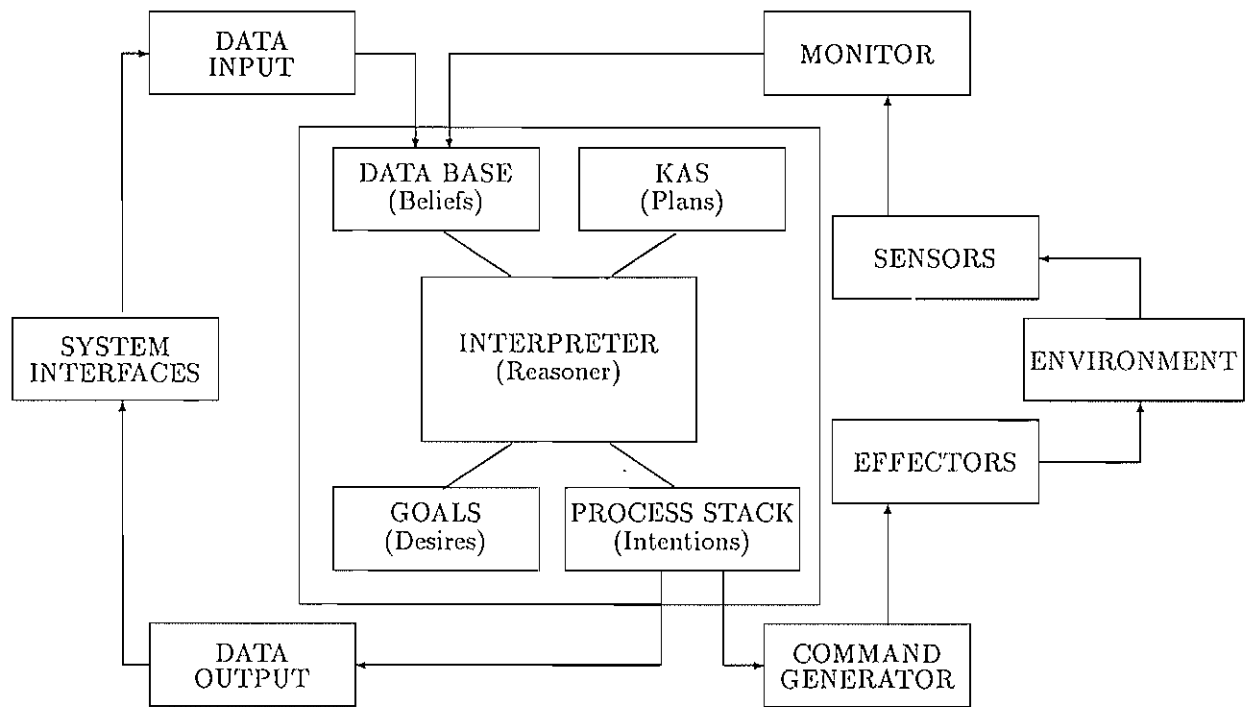 DATA
INPUT
MONITOR
DATA BASE
(Beliefs)
KAS
(Plans)
SENSORS
SYSTEM
INTERFACES
INTERPRETER
(Reasoner)
ENVIRONMENT
EFFECTORS
GOALS
(Desires)
PROCESS STACK
(Intentions)
DATA
OUTPUT
COMMAND
GENERATOR